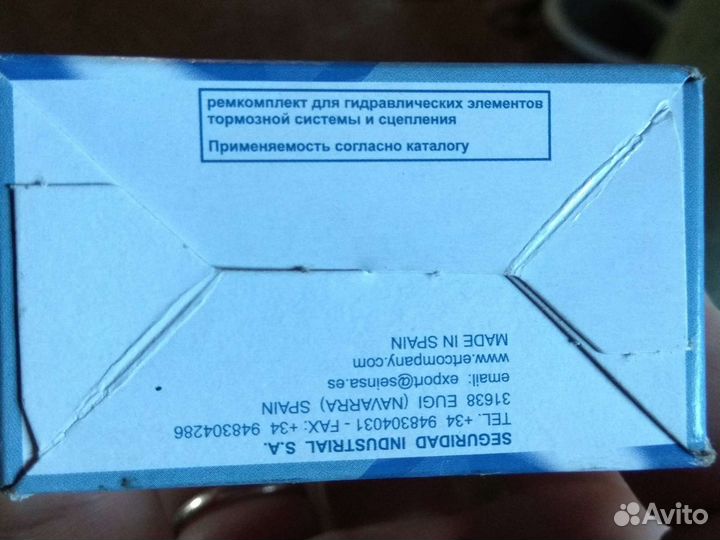 ремкомплект для гидравлических элементов
тормозной системы и сцепления
Применяемость согласно каталогу
SEGURIDAD INDUSTRIAL S.A.
TEL. +34 948304031 - FAX: +34 948304286
31638 EUGI (NAVARRA) SPAIN
email: export@seinsa.es
www.ertcompany.com
MADE IN SPAIN
Avito